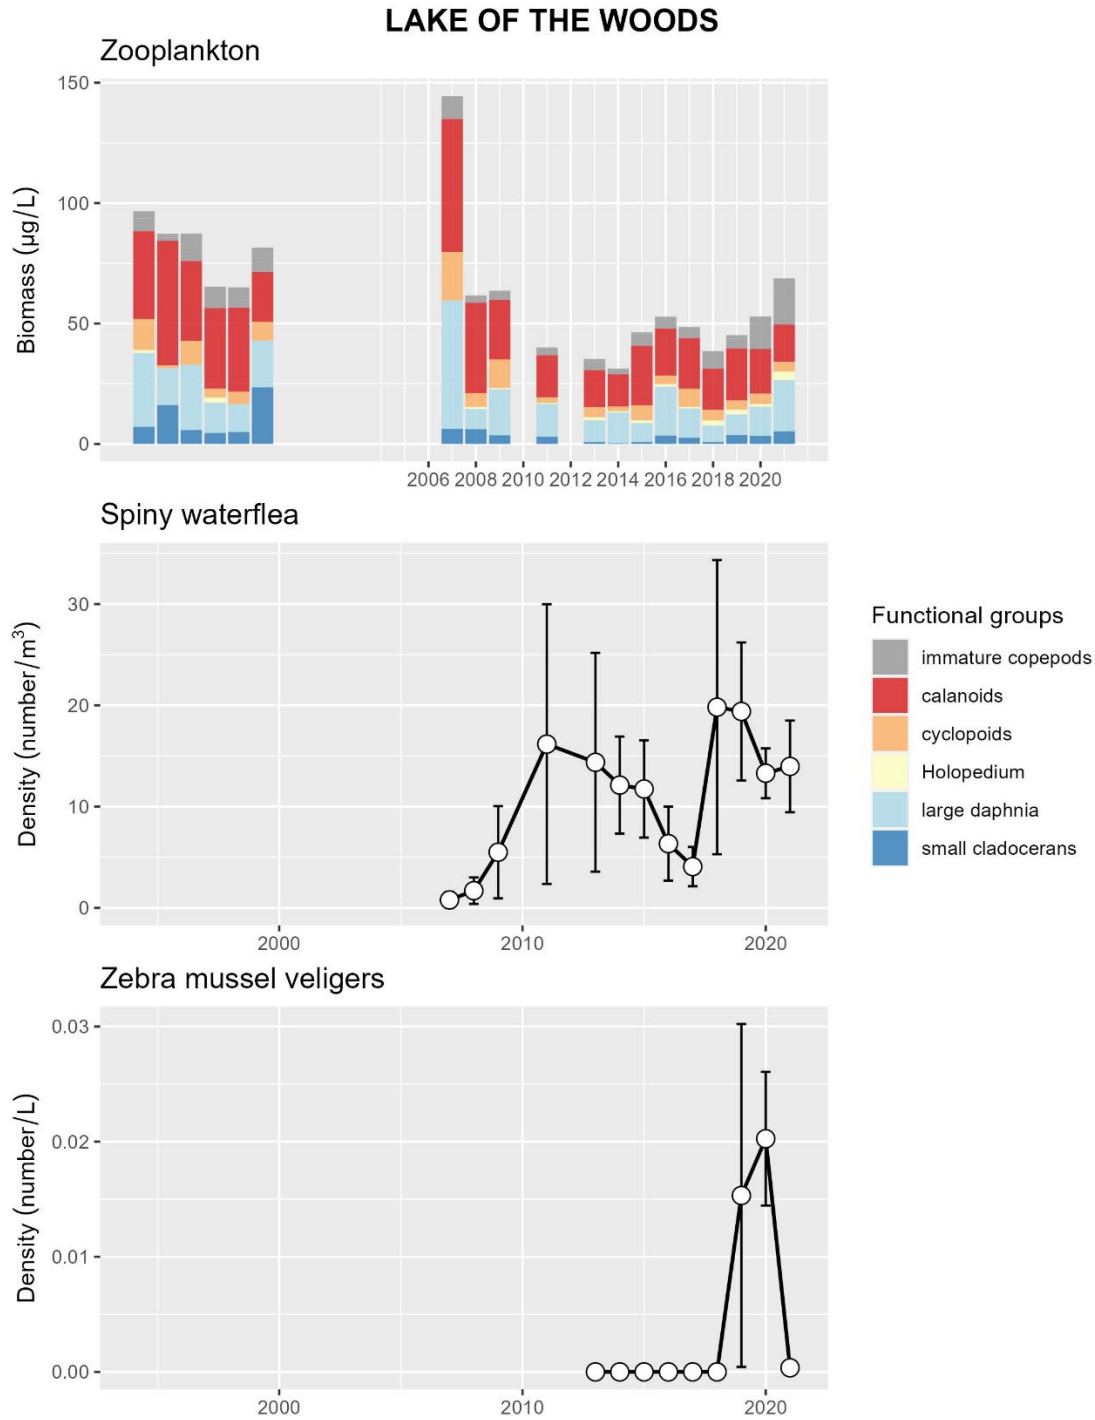 LAKE OF THE WOODS
Zooplankton
Biomass (µg/L)
150
100
50
0
2006 2008 2010 2012 2014 2016 2018 2020
Spiny waterflea
Density (number/m³)
30
20
10
0
2000 2010 2020
Functional groups
immature copepods
calanoids
cyclopoids
Holopedium
large daphnia
small cladocerans
Zebra mussel veligers
Density (number/L)
0.03
0.02
0.01
0.00
2000 2010 2020